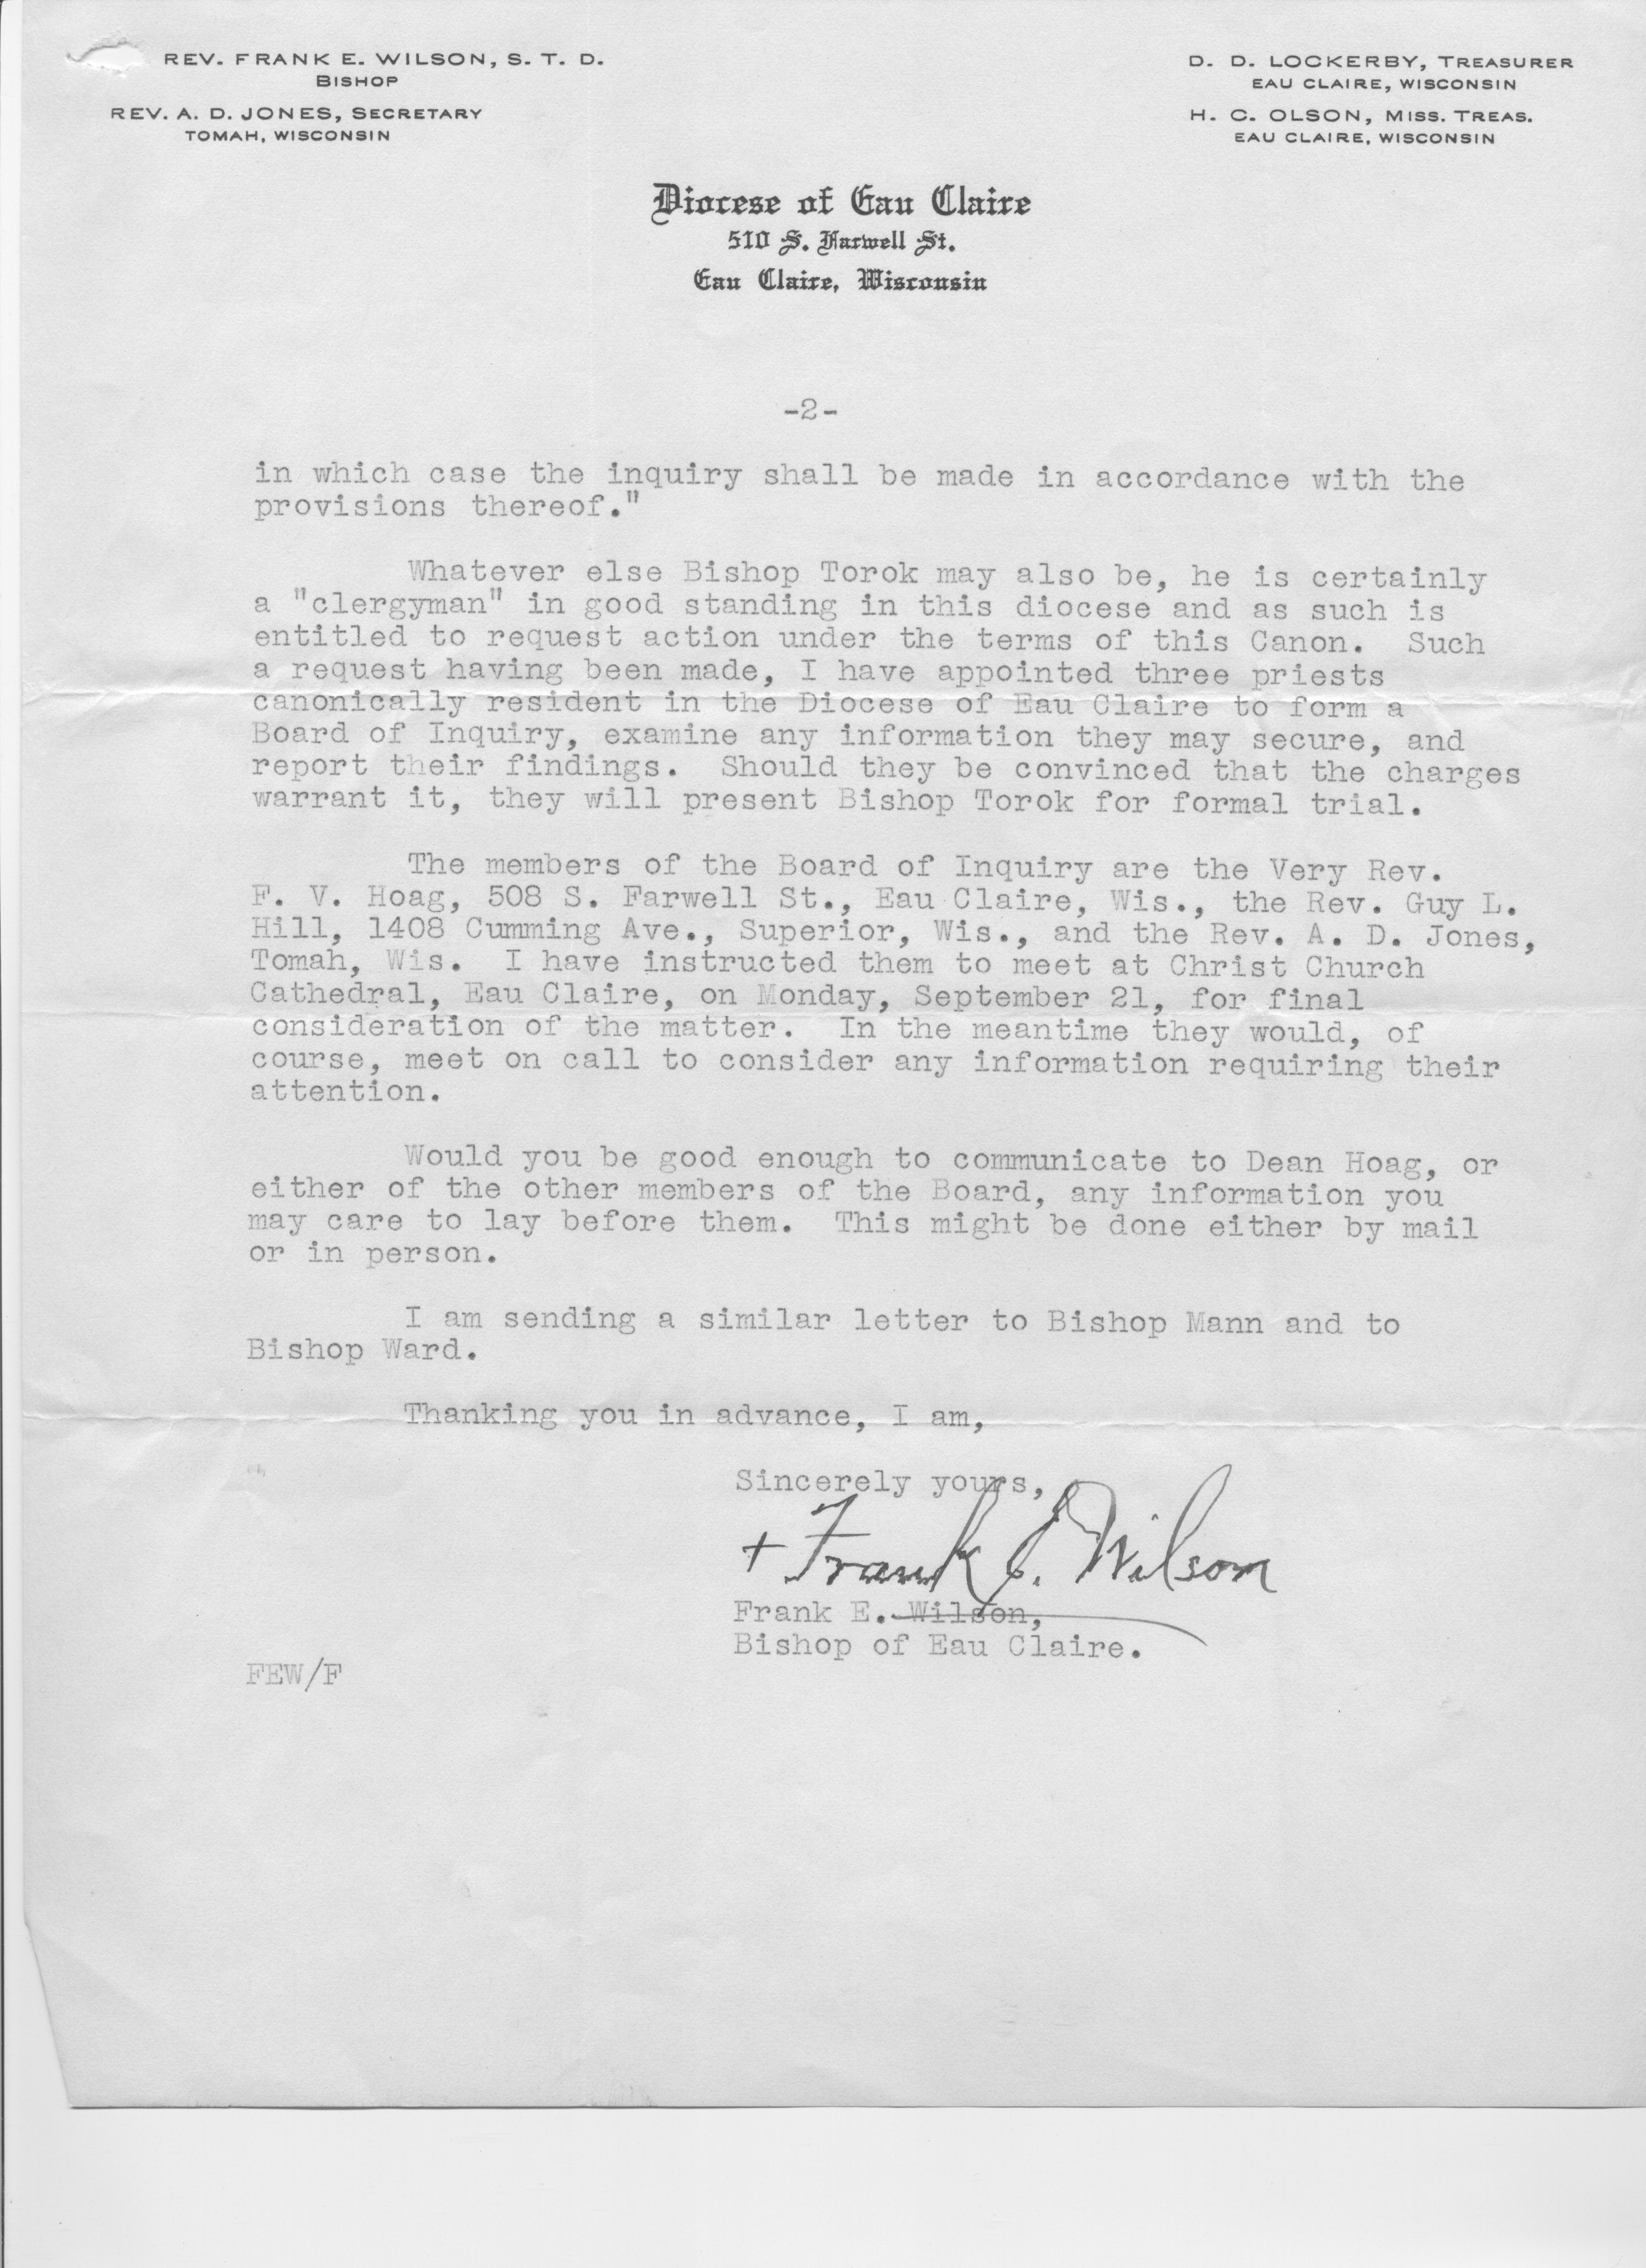 REV. FRANK E. WILSON, S. T. D.
BISHOP
REV. A. D. JONES, SECRETARY
TOMAH, WISCONSIN
D. D. LOCKERBY, TREASURER
EAU CLAIRE, WISCONSIN
H. C. OLSON, MISS. TREAS.
EAU CLAIRE, WISCONSIN
Diocese of Eau Claire
510 S. Farwell St.
Eau Claire, Wisconsin
-2-
in which case the inquiry shall be made in accordance with the
provisions thereof."
Whatever else Bishop Torok may also be, he is certainly
a "clergyman" in good standing in this diocese and as such is
entitled to request action under the terms of this Canon. Such
a request having been made, I have appointed three priests
canonically resident in the Diocese of Eau Claire to form a
Board of Inquiry, examine any information they may secure, and
report their findings. Should they be convinced that the charges
warrant it, they will present Bishop Torok for formal trial.
The members of the Board of Inquiry are the Very Rev.
F. V. Hoag, 508 S. Farwell St., Eau Claire, Wis., the Rev. Guy L.
Hill, 1408 Cumming Ave., Superior, Wis., and the Rev. A. D. Jones,
Tomah, Wis. I have instructed them to meet at Christ Church
Cathedral, Eau Claire, on Monday, September 21, for final
consideration of the matter. In the meantime they would, of
course, meet on call to consider any information requiring their
attention.
Would you be good enough to communicate to Dean Hoag, or
either of the other members of the Board, any information you
may care to lay before them. This might be done either by mail
or in person.
I am sending a similar letter to Bishop Mann and to
Bishop Ward.
Thanking you in advance, I am,
Sincerely yours,
+ Frank E. Wilson
Frank E. Wilson,
Bishop of Eau Claire.
FEW/F